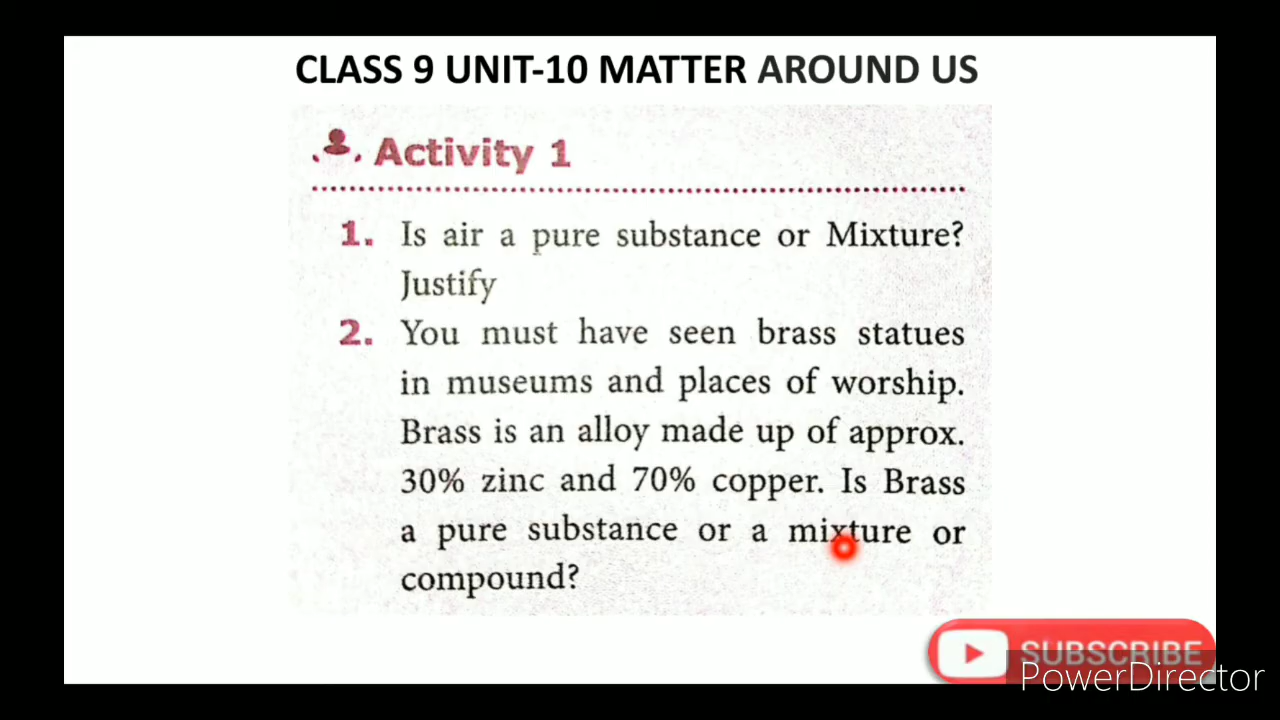 CLASS 9 UNIT-10 MATTER AROUND US
Activity 1
1. Is air a pure substance or Mixture?
Justify
2. You must have seen brass statues
in museums and places of worship.
Brass is an alloy made up of approx.
30% zinc and 70% copper. Is Brass
a pure substance or a mixture or
compound?
SUBSCRIBE
PowerDirector